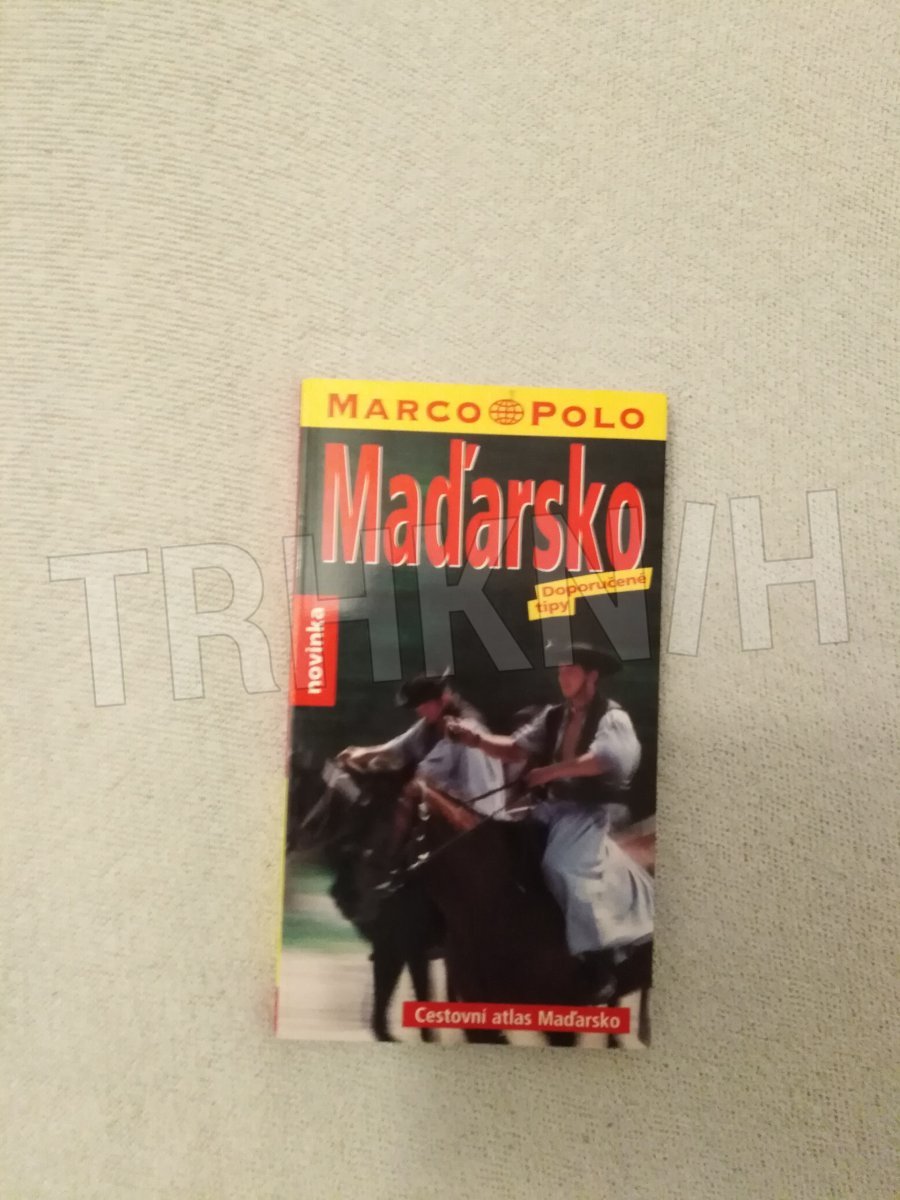 MARCO POLO
Maďarsko
Doporučené
tipy
novinka
TRHKNIH
Cestovní atlas Maďarsko